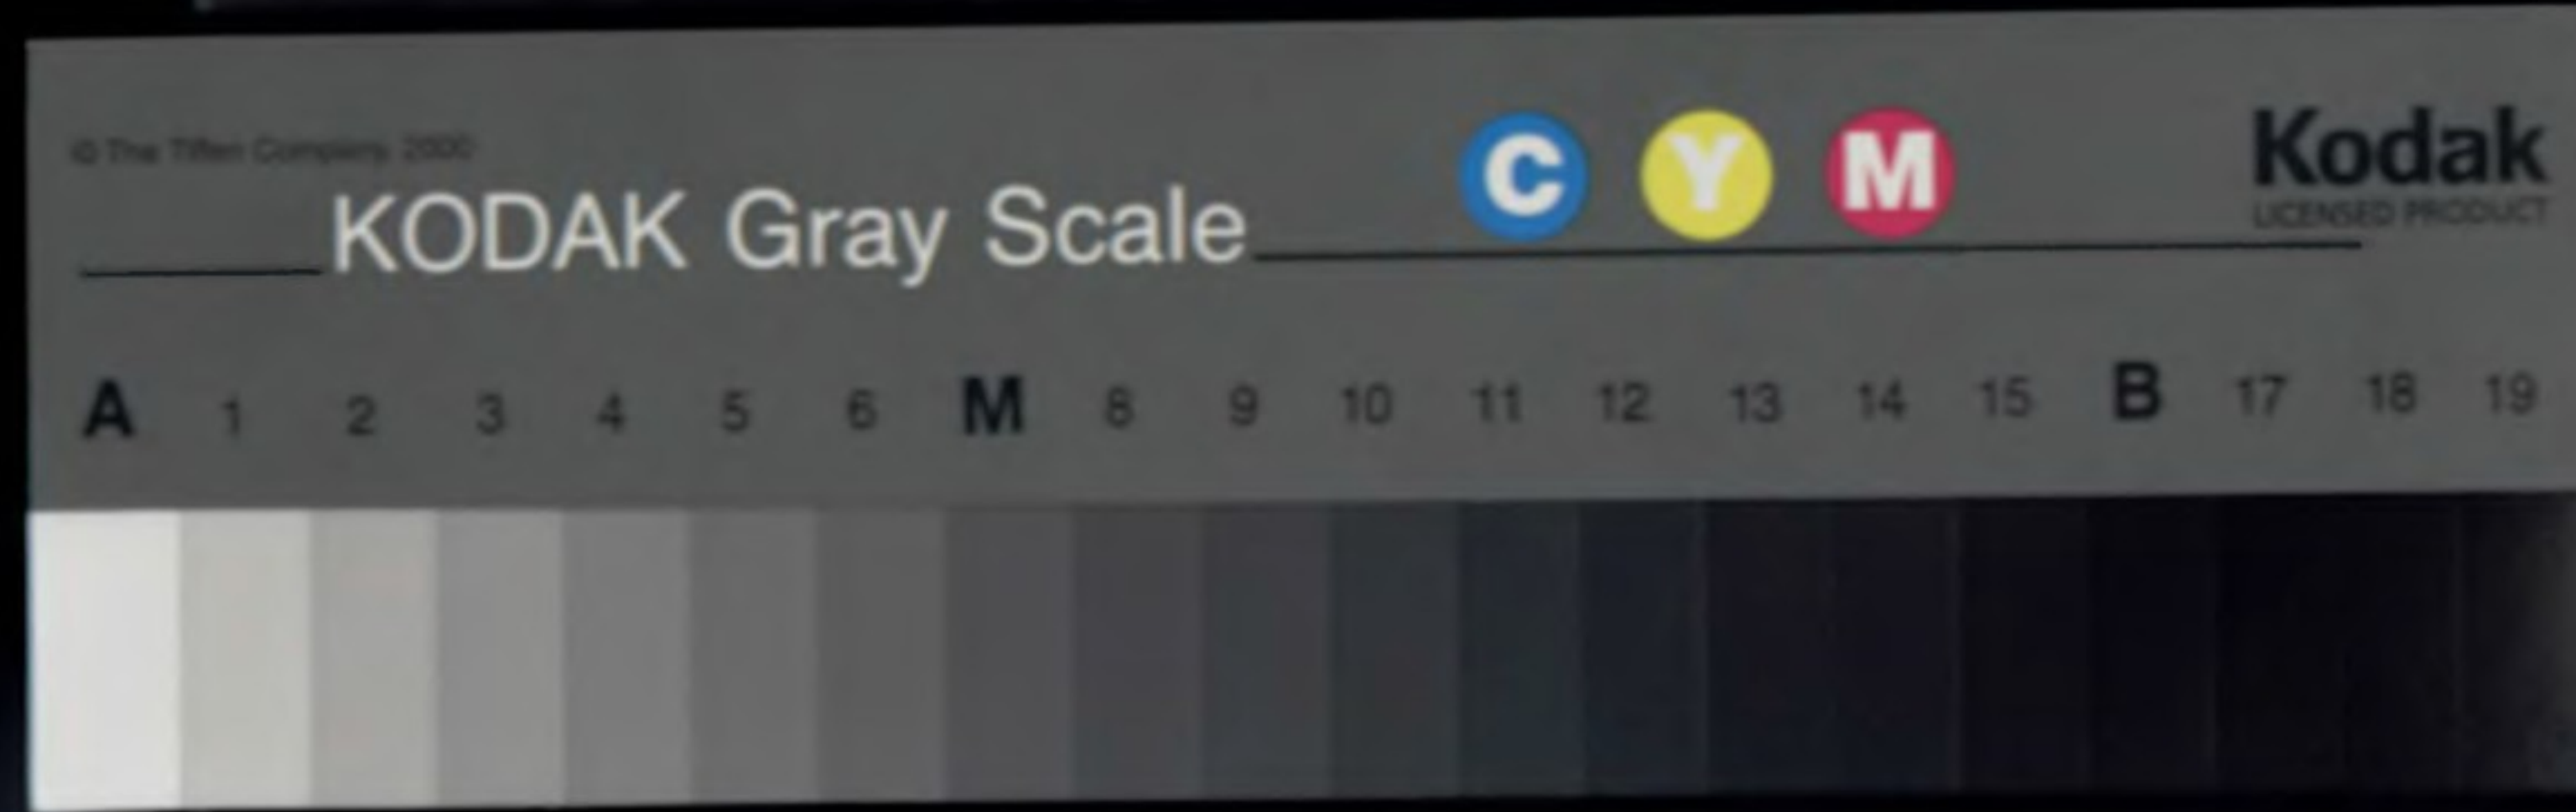 © The Tiffen Company, 2000
KODAK Gray Scale
C Y M
Kodak
LICENSED PRODUCT
A 1 2 3 4 5 6 M 8 9 10 11 12 13 14 15 B 17 18 19